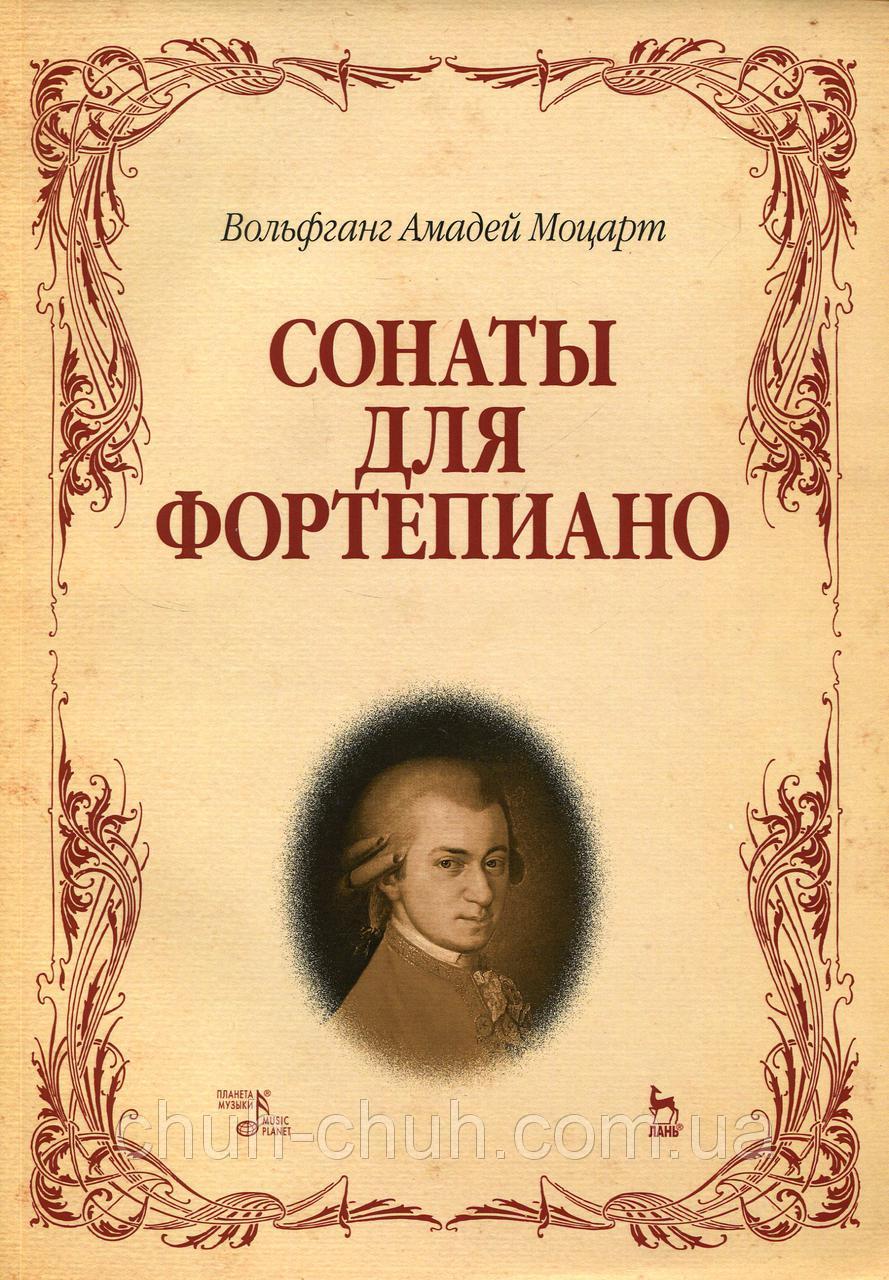 Вольфганг Амадей Моцарт
СОНАТЫ
ДЛЯ
ФОРТЕПИАНО
ПЛАНЕТА
МУЗЫКИ ®
MUSIC
PLANET
ЛАНЬ®
chuh-chuh.com.ua